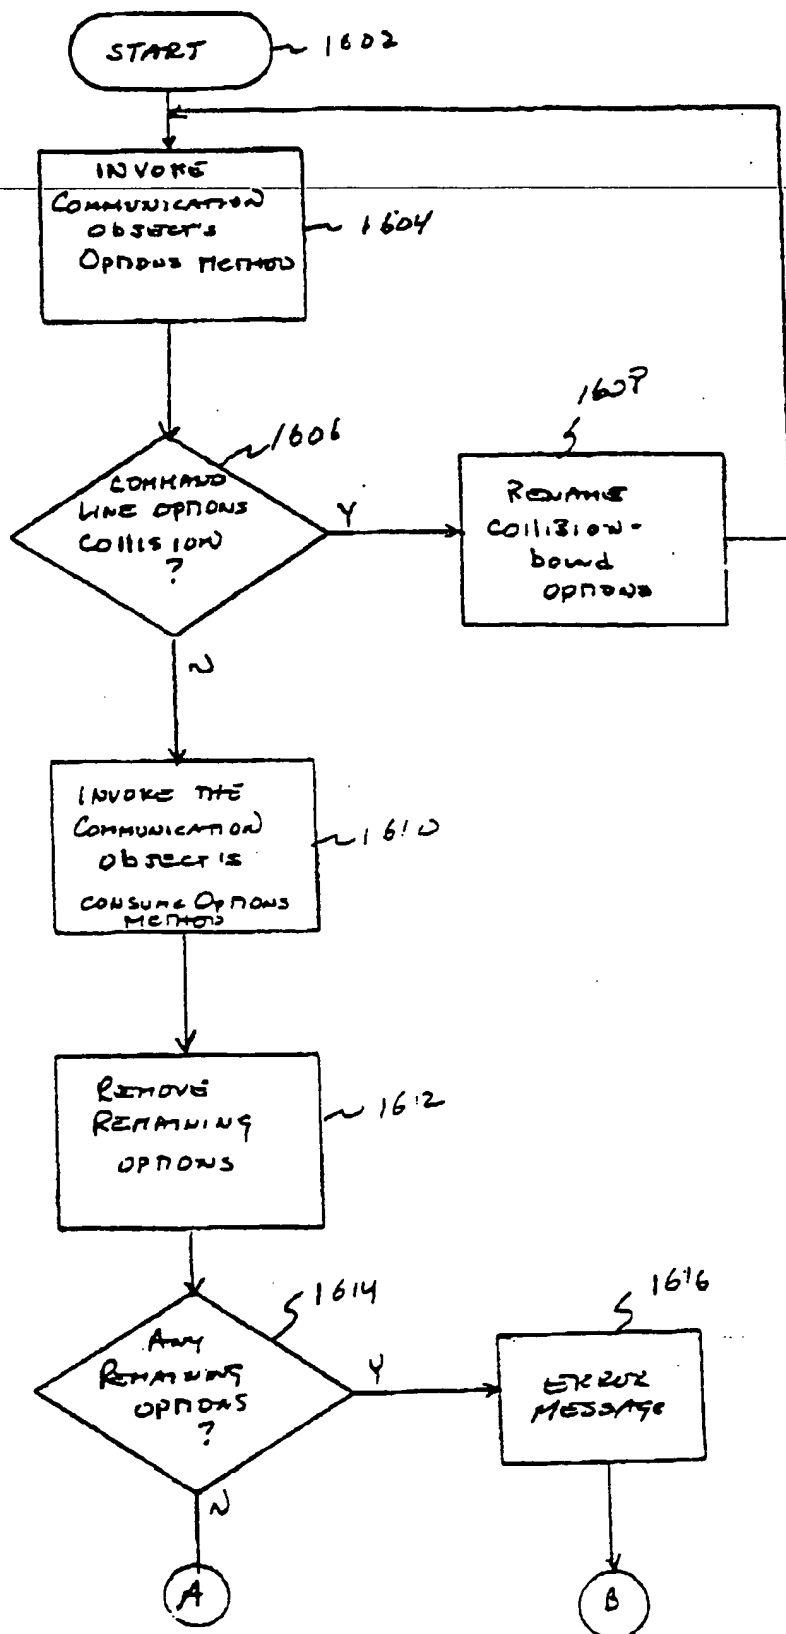 START
1602
INVOKE
COMMUNICATION
OBJECT'S
OPTIONS METHOD
1604
1606
COMMAND
LINE OPTIONS
COLLISION
?
Y
N
1608
RENAME
COLLISION-
bound
OPTIONS
INVOKE THE
COMMUNICATION
OBJECT'S
CONSUME OPTIONS
METHOD
1610
REMOVE
REMAINING
OPTIONS
1612
1614
ANY
REMAINING
OPTIONS
?
Y
N
1616
ERROR
MESSAGE
A
B